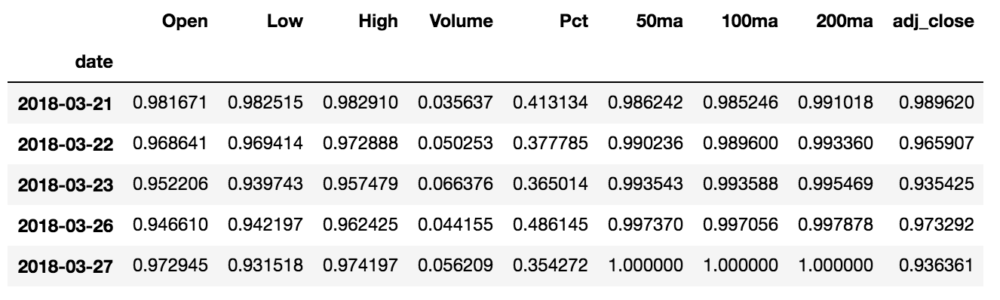 Open Low High Volume Pct 50ma 100ma 200ma adj_close
date
2018-03-21 0.981671 0.982515 0.982910 0.035637 0.413134 0.986242 0.985246 0.991018 0.989620
2018-03-22 0.968641 0.969414 0.972888 0.050253 0.377785 0.990236 0.989600 0.993360 0.965907
2018-03-23 0.952206 0.939743 0.957479 0.066376 0.365014 0.993543 0.993588 0.995469 0.935425
2018-03-26 0.946610 0.942197 0.962425 0.044155 0.486145 0.997370 0.997056 0.997878 0.973292
2018-03-27 0.972945 0.931518 0.974197 0.056209 0.354272 1.000000 1.000000 1.000000 0.936361